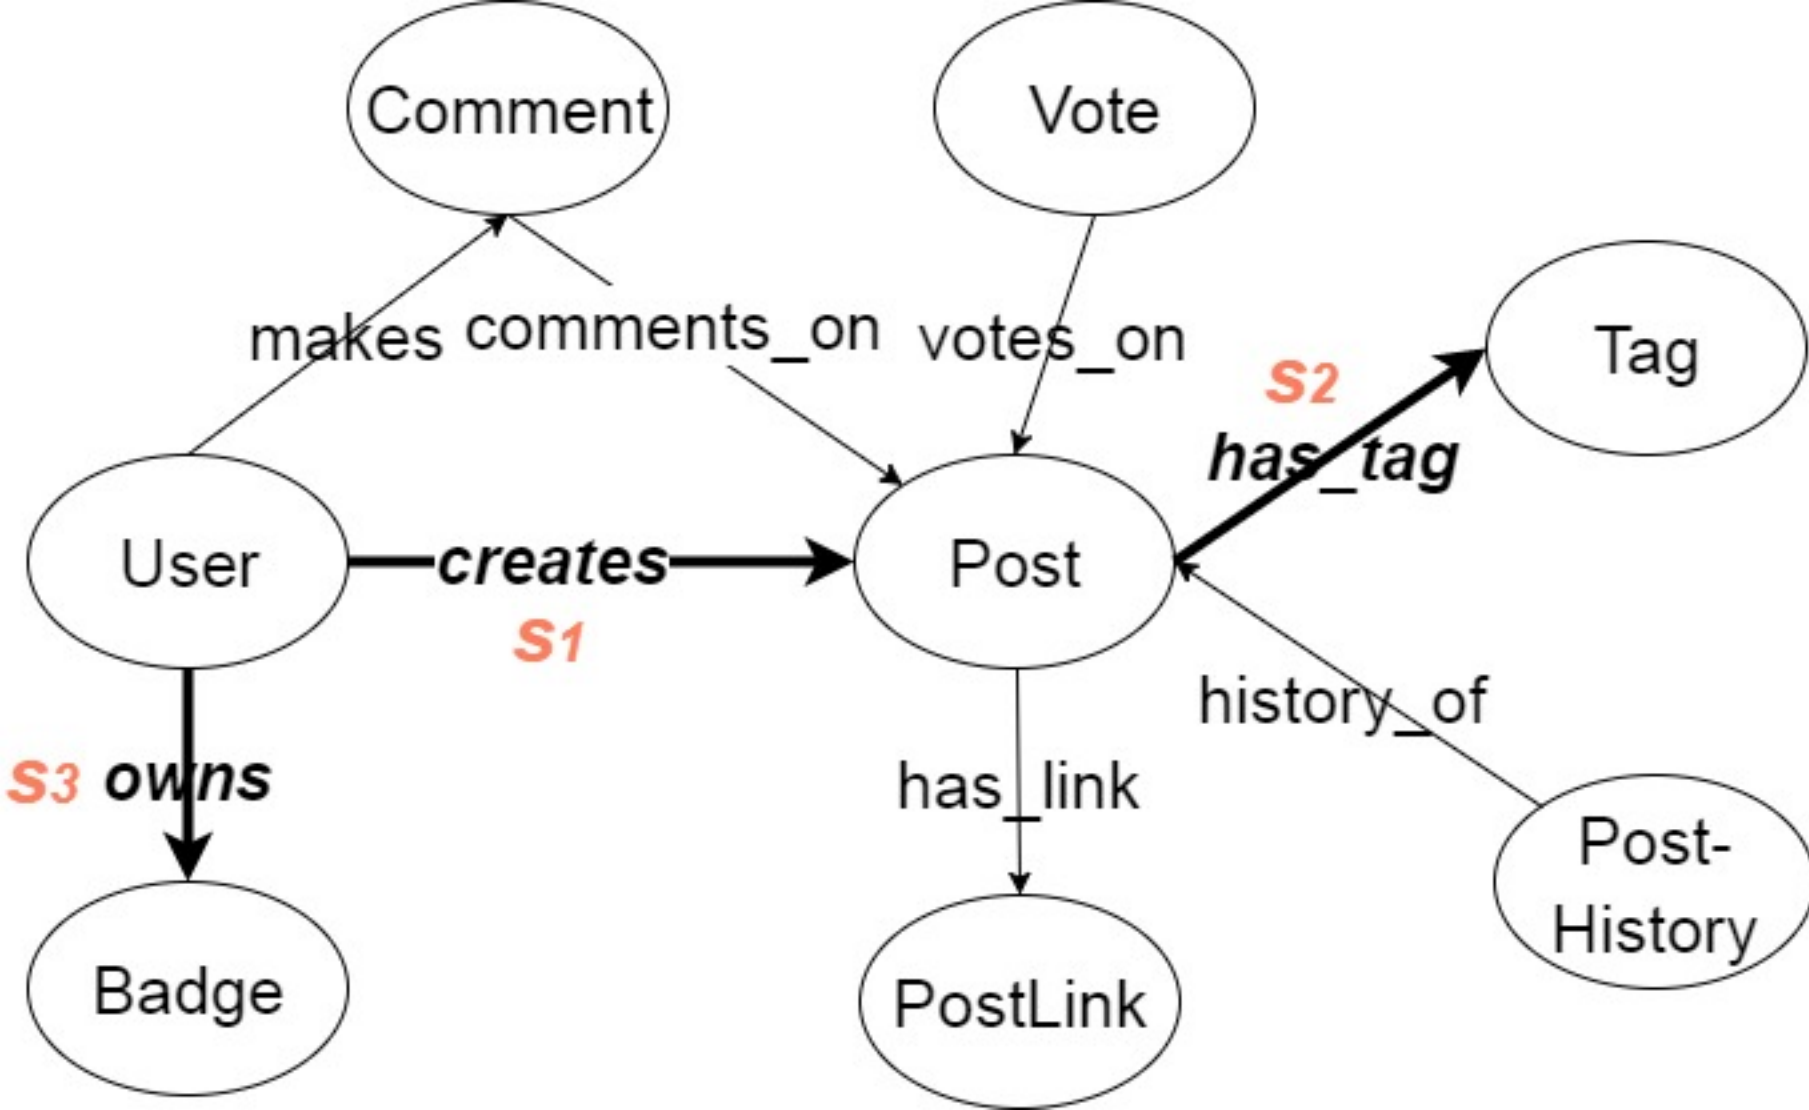 Comment
Vote
makes
comments_on
votes_on
s2
Tag
has_tag
User
creates
Post
s1
history_of
s3 owns
has_link
Post-
History
Badge
PostLink